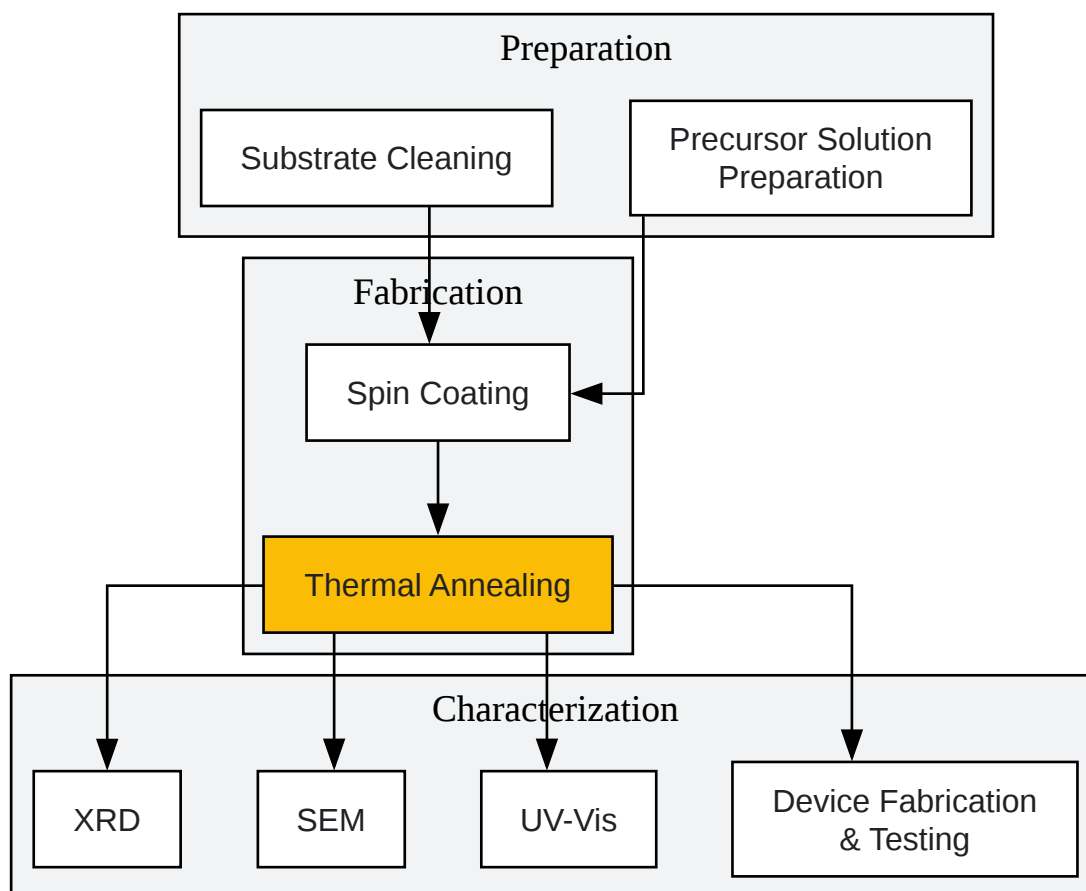 Preparation
Substrate Cleaning
Precursor Solution
Preparation
Fabrication
Spin Coating
Thermal Annealing
Characterization
XRD
SEM
UV-Vis
Device Fabrication
& Testing